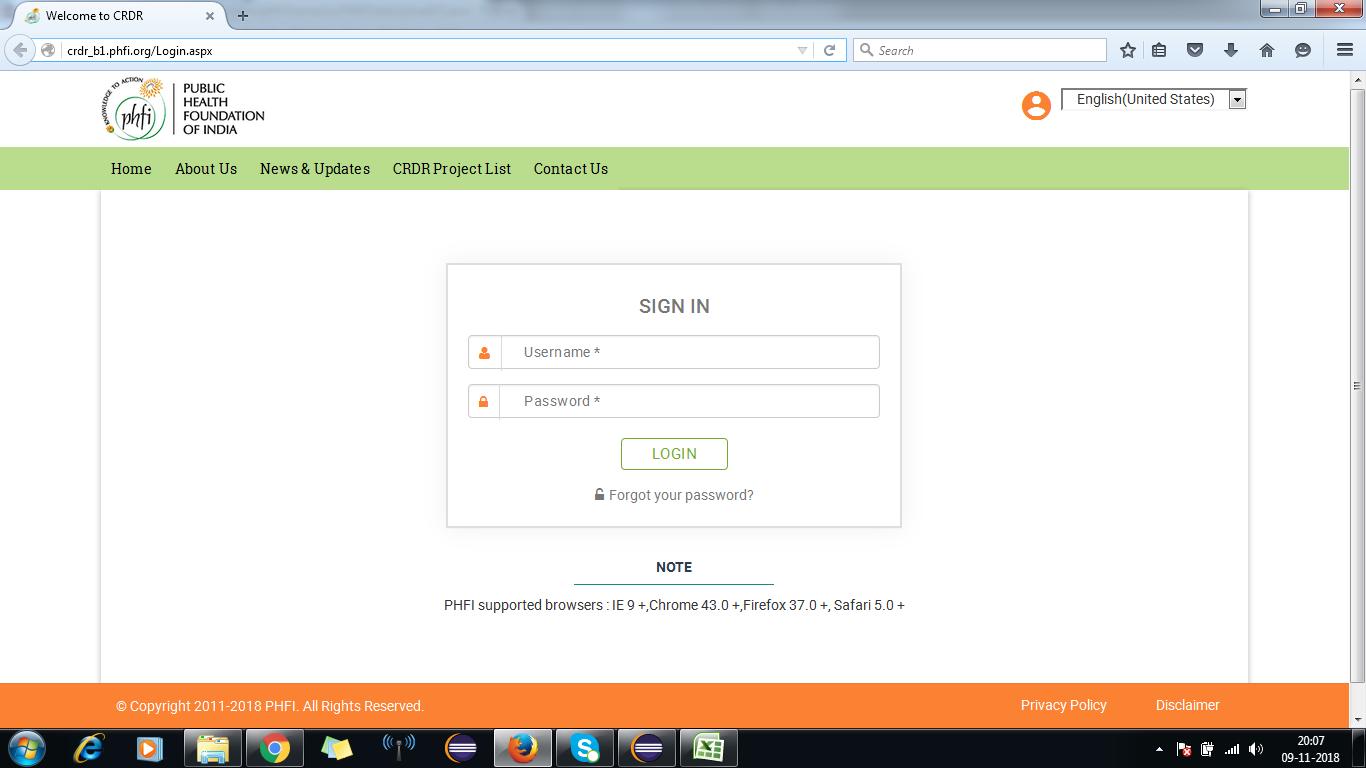 Welcome to CRDR
crdr_b1.phfi.org/Login.aspx
Search
KNOWLEDGE TO ACTION
phfi
PUBLIC
HEALTH
FOUNDATION
OF INDIA
English(United States)
Home About Us News & Updates CRDR Project List Contact Us
SIGN IN
Username *
Password *
LOGIN
Forgot your password?
NOTE
PHFI supported browsers : IE 9 +,Chrome 43.0 +,Firefox 37.0 +, Safari 5.0 +
© Copyright 2011-2018 PHFI. All Rights Reserved. Privacy Policy Disclaimer
20:07
09-11-2018